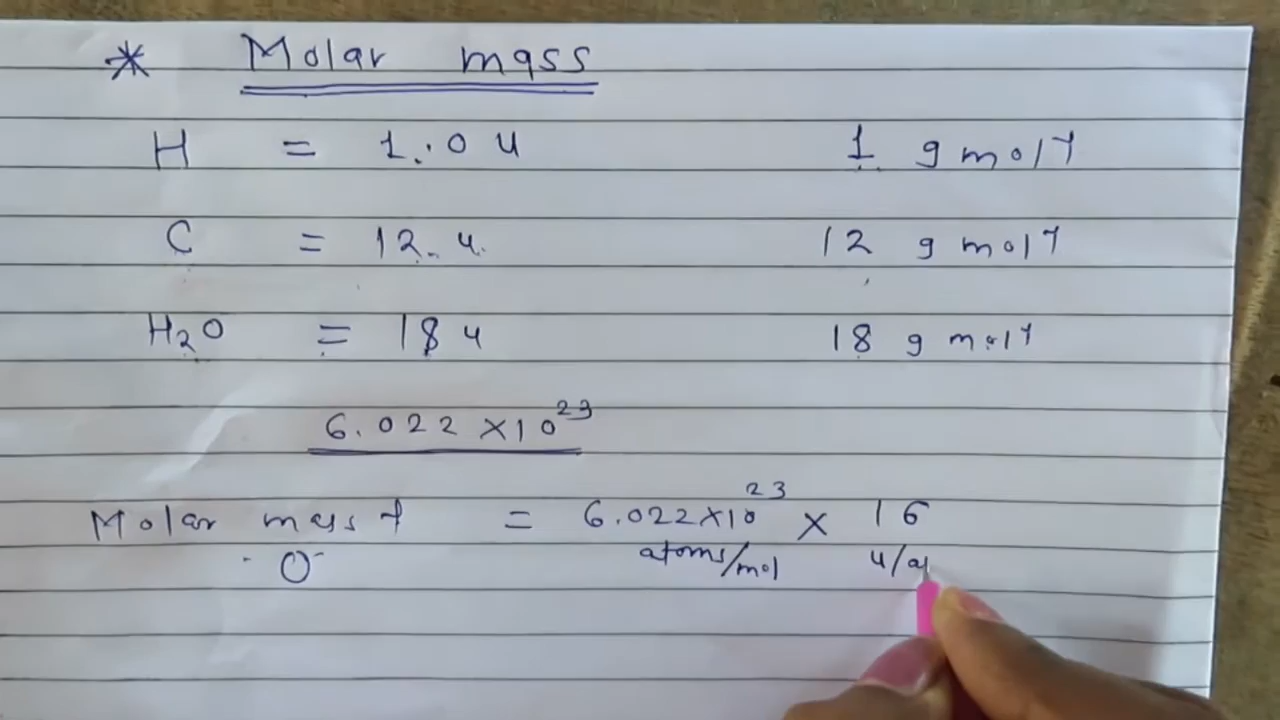 * Molar mass
H = 1.0 u 1 g mol⁻¹
C = 12. u 12 g mol⁻¹
H₂O = 18 u 18 g mol⁻¹
6.022 × 10²³
Molar mass of = 6.022 × 10²³ × 16
O atoms/mol u/a